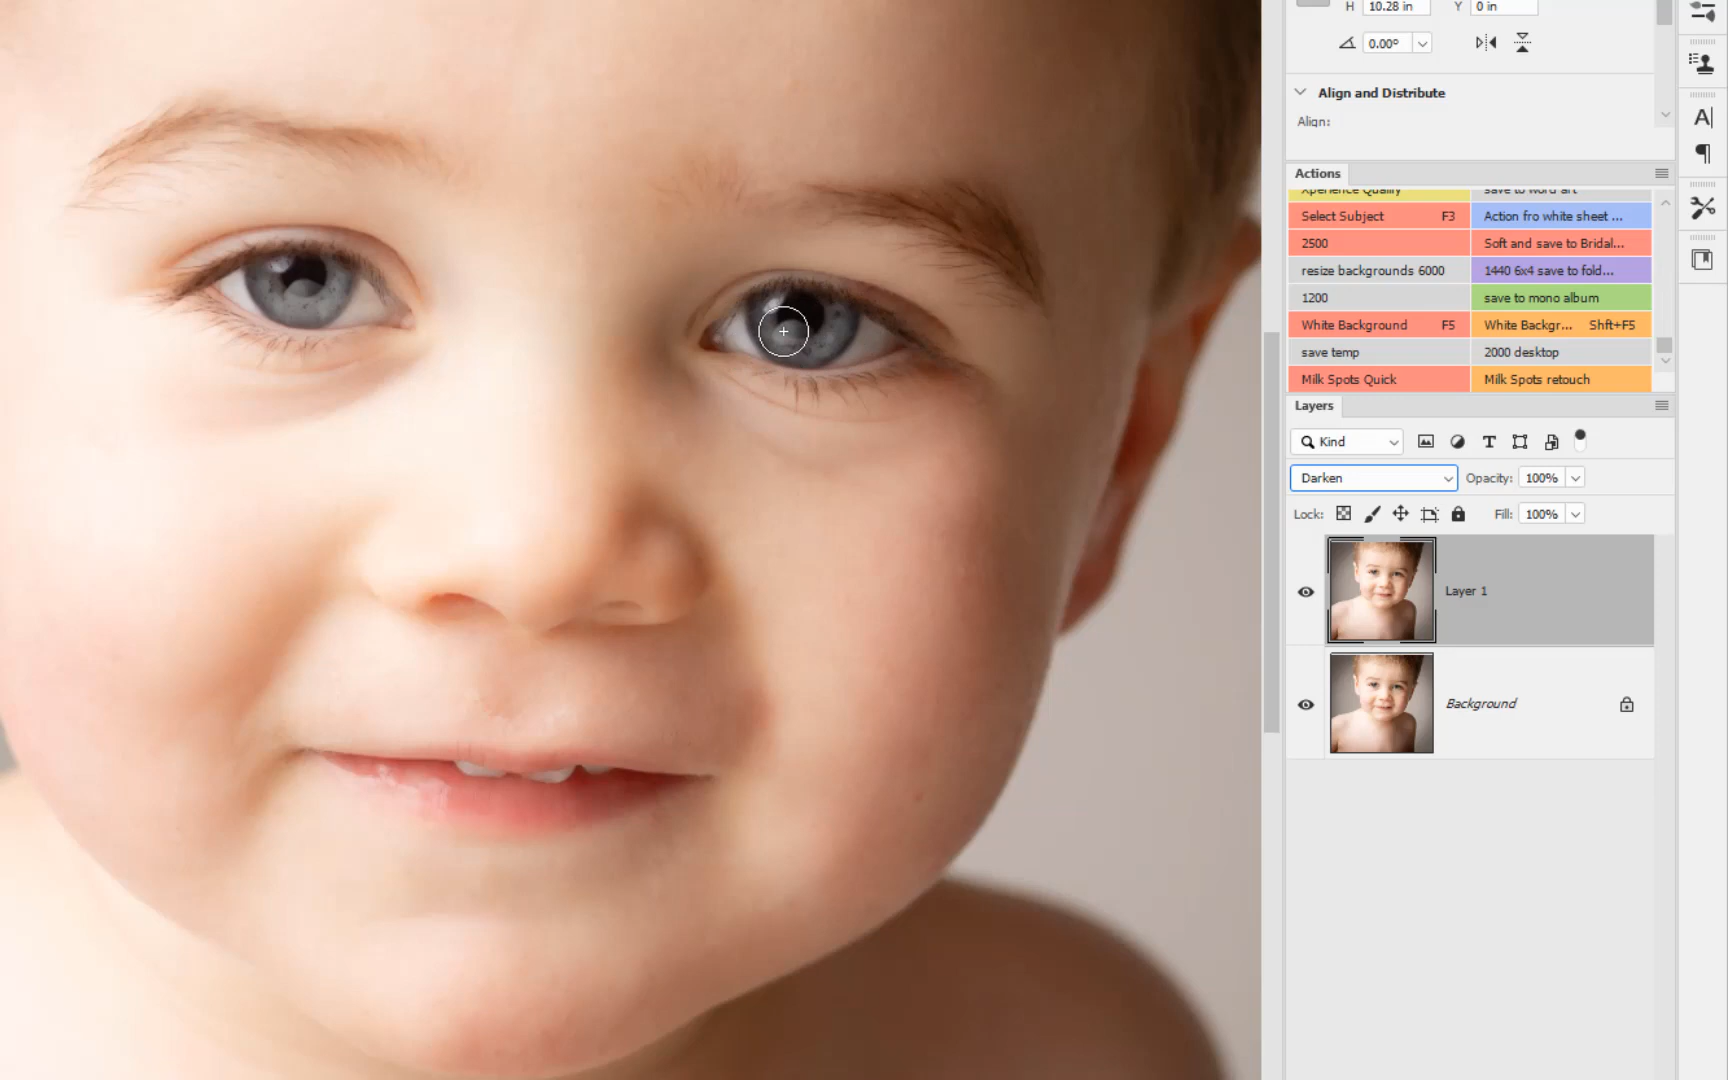 H 10.28 in Y 0 in
0.00°
Align and Distribute
Align:
Actions
Xperience Quality save to word art
Select Subject F3 Action fro white sheet ...
2500 Soft and save to Bridal...
resize backgrounds 6000 1440 6x4 save to fold...
1200 save to mono album
White Background F5 White Backgr... Shft+F5
save temp 2000 desktop
Milk Spots Quick Milk Spots retouch
Layers
Kind
Darken Opacity: 100%
Lock: Fill: 100%
Layer 1
Background